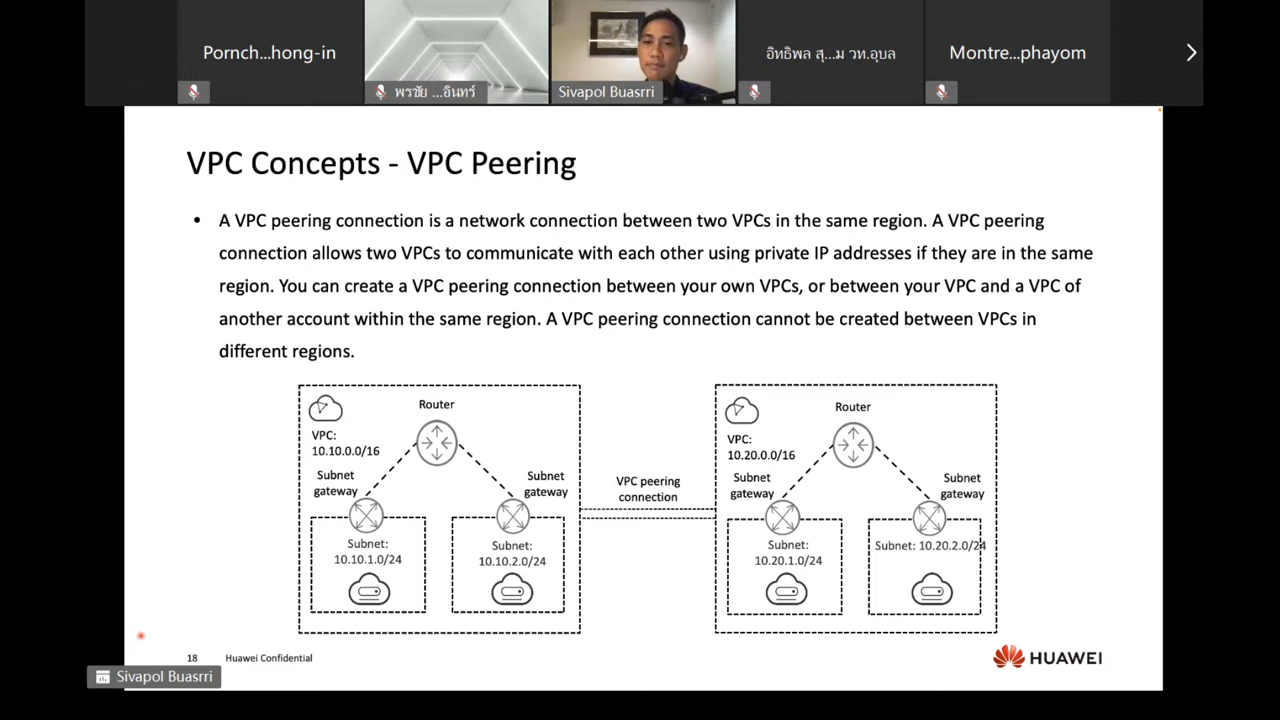 Pornch...hong-in
พรชัย ...อินทร์
Sivapol Buasrri
อิทธิพล สุ...ม วท.อุบล
Montre...phayom
VPC Concepts - VPC Peering
• A VPC peering connection is a network connection between two VPCs in the same region. A VPC peering
connection allows two VPCs to communicate with each other using private IP addresses if they are in the same
region. You can create a VPC peering connection between your own VPCs, or between your VPC and a VPC of
another account within the same region. A VPC peering connection cannot be created between VPCs in
different regions.
Router
VPC:
10.10.0.0/16
Subnet
gateway
Subnet
gateway
Subnet:
10.10.1.0/24
Subnet:
10.10.2.0/24
VPC peering
connection
Router
VPC:
10.20.0.0/16
Subnet
gateway
Subnet
gateway
Subnet:
10.20.1.0/24
Subnet: 10.20.2.0/24
18
Huawei Confidential
HUAWEI
Sivapol Buasrri